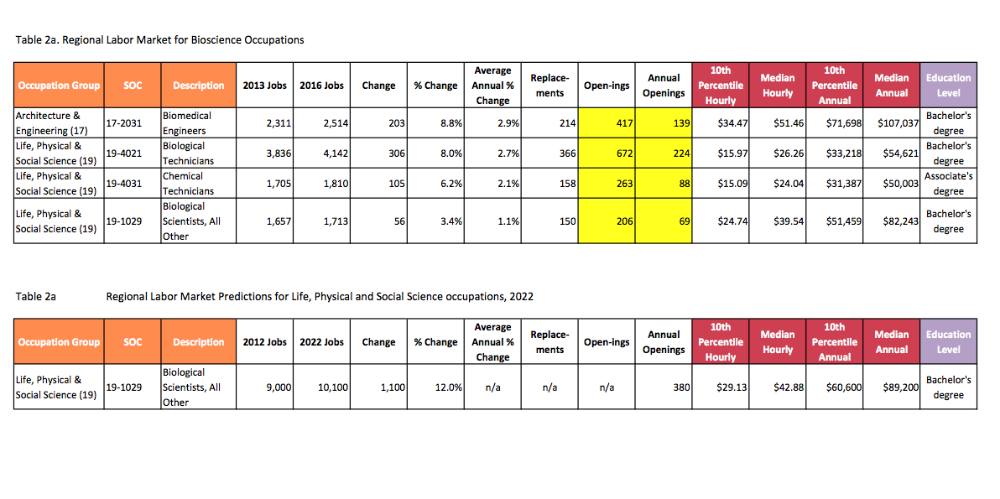 Table 2a. Regional Labor Market for Bioscience Occupations
Occupation Group SOC Description 2013 Jobs 2016 Jobs Change % Change Average Annual % Change Replace-ments Open-ings Annual Openings 10th Percentile Hourly Median Hourly 10th Percentile Annual Median Annual Education Level
Architecture & Engineering (17) 17-2031 Biomedical Engineers 2,311 2,514 203 8.8% 2.9% 214 417 139 $34.47 $51.46 $71,698 $107,037 Bachelor's degree
Life, Physical & Social Science (19) 19-4021 Biological Technicians 3,836 4,142 306 8.0% 2.7% 366 672 224 $15.97 $26.26 $33,218 $54,621 Bachelor's degree
Life, Physical & Social Science (19) 19-4031 Chemical Technicians 1,705 1,810 105 6.2% 2.1% 158 263 88 $15.09 $24.04 $31,387 $50,003 Associate's degree
Life, Physical & Social Science (19) 19-1029 Biological Scientists, All Other 1,657 1,713 56 3.4% 1.1% 150 206 69 $24.74 $39.54 $51,459 $82,243 Bachelor's degree
Table 2a Regional Labor Market Predictions for Life, Physical and Social Science occupations, 2022
Occupation Group SOC Description 2012 Jobs 2022 Jobs Change % Change Average Annual % Change Replace-ments Open-ings Annual Openings 10th Percentile Hourly Median Hourly 10th Percentile Annual Median Annual Education Level
Life, Physical & Social Science (19) 19-1029 Biological Scientists, All Other 9,000 10,100 1,100 12.0% n/a n/a n/a 380 $29.13 $42.88 $60,600 $89,200 Bachelor's degree